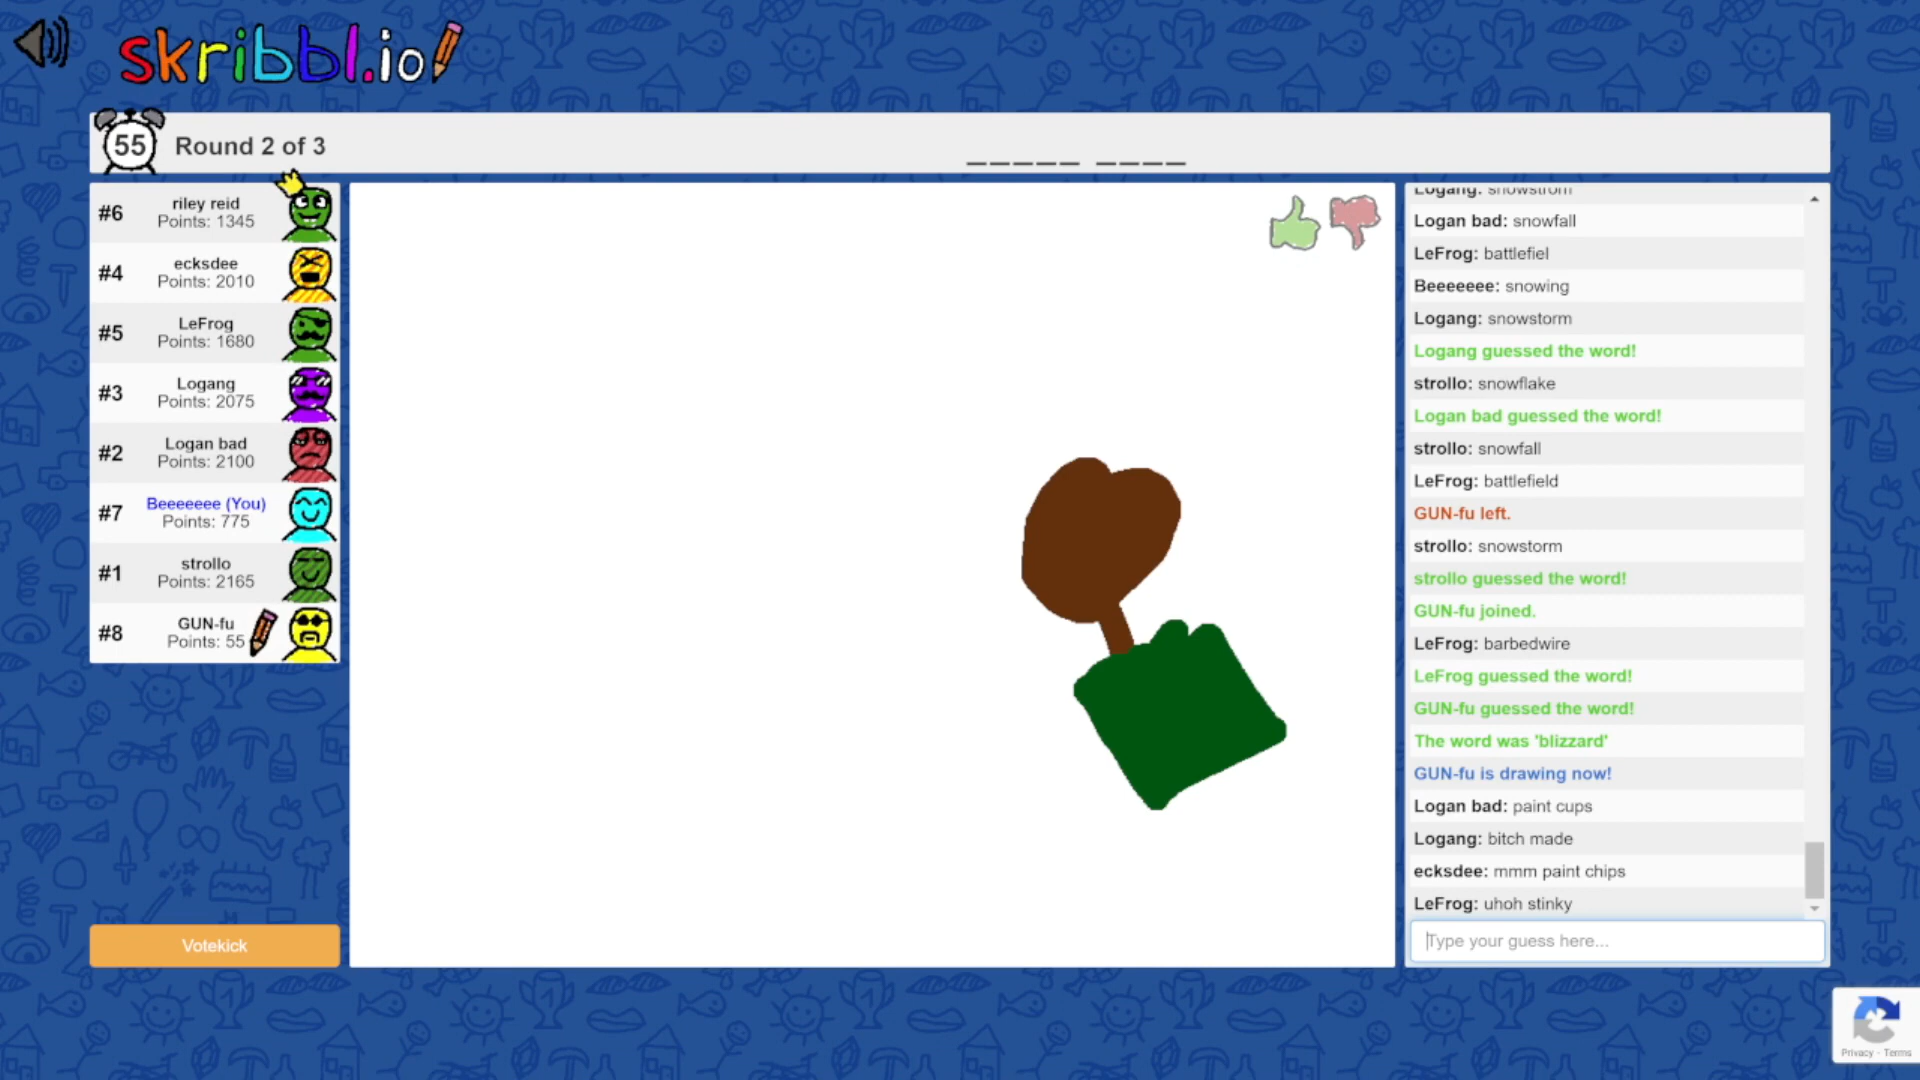 skribbl.io
55
Round 2 of 3
_____ ____
#6
riley reid
Points: 1345
#4
ecksdee
Points: 2010
#5
LeFrog
Points: 1680
#3
Logang
Points: 2075
#2
Logan bad
Points: 2100
#7
Beeeeeee (You)
Points: 775
#1
strollo
Points: 2165
#8
GUN-fu
Points: 55
Votekick
Logang: snowstrom
Logan bad: snowfall
LeFrog: battlefiel
Beeeeeee: snowing
Logang: snowstorm
Logang guessed the word!
strollo: snowflake
Logan bad guessed the word!
strollo: snowfall
LeFrog: battlefield
GUN-fu left.
strollo: snowstorm
strollo guessed the word!
GUN-fu joined.
LeFrog: barbedwire
LeFrog guessed the word!
GUN-fu guessed the word!
The word was 'blizzard'
GUN-fu is drawing now!
Logan bad: paint cups
Logang: bitch made
ecksdee: mmm paint chips
LeFrog: uhoh stinky
Type your guess here...
Privacy - Terms